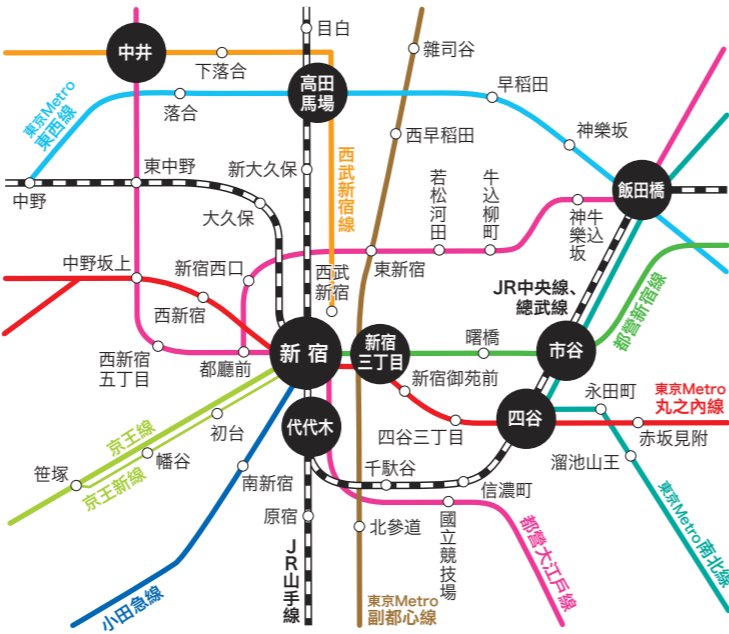 目白
雜司谷
中井
下落合
高田
馬場
早稻田
東京Metro
東西線
落合
西早稻田
神樂坂
東中野
新大久保
西武新宿線
若松河田
牛込柳町
飯田橋
中野
大久保
牛込
神樂坂
中野坂上
新宿西口
西武
新宿
東新宿
JR中央線、
總武線
西新宿
都營新宿線
西新宿
五丁目
都廳前
新宿
新宿
三丁目
曙橋
市谷
新宿御苑前
永田町
東京Metro
丸之內線
京王線
初台
代代木
四谷三丁目
四谷
赤坂見附
笹塚
京王新線
幡谷
南新宿
千駄谷
信濃町
溜池山王
原宿
北參道
國立競技場
都營大江戶線
東京Metro南北線
小田急線
JR山手線
東京Metro
副都心線